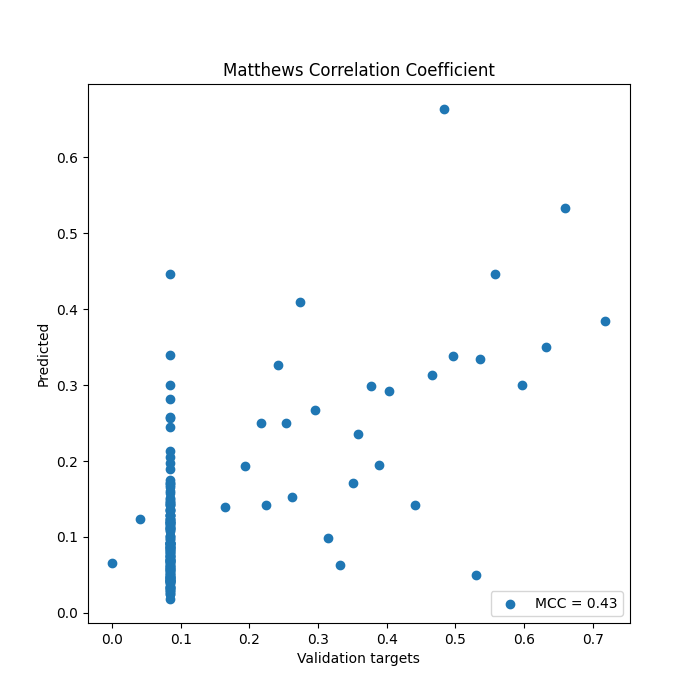 Matthews Correlation Coefficient
Predicted
0.6
0.5
0.4
0.3
0.2
0.1
0.0
MCC = 0.43
0.0 0.1 0.2 0.3 0.4 0.5 0.6 0.7
Validation targets